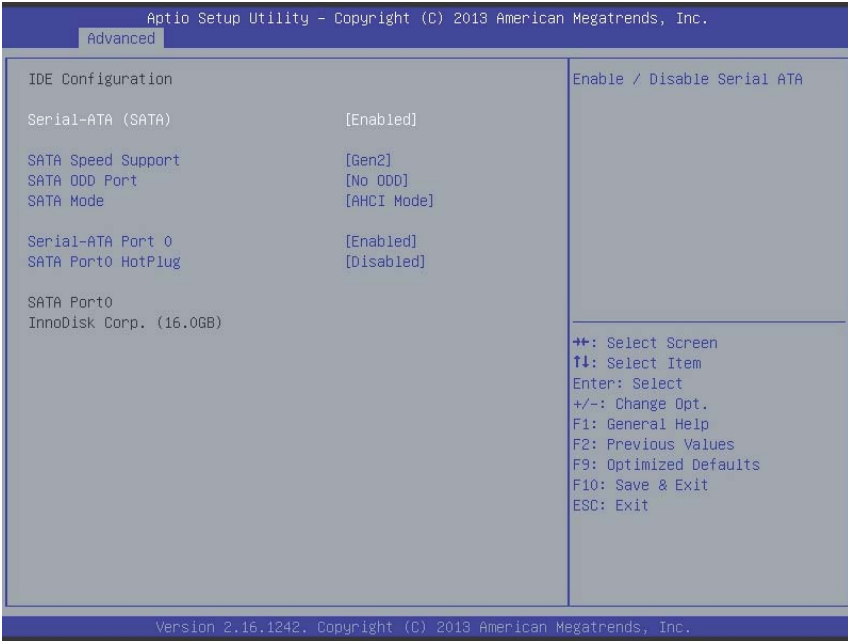 Aptio Setup Utility – Copyright (C) 2013 American Megatrends, Inc.
Advanced
IDE Configuration
Serial-ATA (SATA) [Enabled]
SATA Speed Support [Gen2]
SATA ODD Port [No ODD]
SATA Mode [AHCI Mode]
Serial-ATA Port 0 [Enabled]
SATA Port0 HotPlug [Disabled]
SATA Port0
InnoDisk Corp. (16.0GB)
Enable / Disable Serial ATA
→←: Select Screen
↑↓: Select Item
Enter: Select
+/-: Change Opt.
F1: General Help
F2: Previous Values
F9: Optimized Defaults
F10: Save & Exit
ESC: Exit
Version 2.16.1242. Copyright (C) 2013 American Megatrends, Inc.